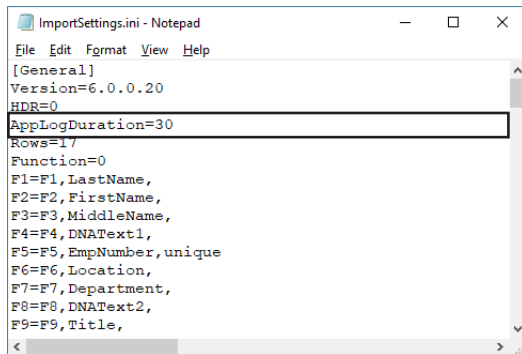 ImportSettings.ini - Notepad
File Edit Format View Help
[General]
Version=6.0.0.20
HDR=0
AppLogDuration=30
Rows=17
Function=0
F1=F1,LastName,
F2=F2,FirstName,
F3=F3,MiddleName,
F4=F4,DNAText1,
F5=F5,EmpNumber,unique
F6=F6,Location,
F7=F7,Department,
F8=F8,DNAText2,
F9=F9,Title,